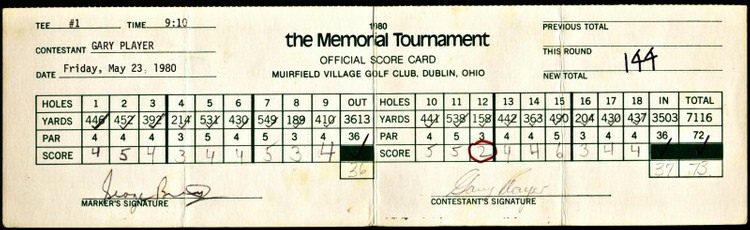 TEE #1 TIME 9:10
CONTESTANT GARY PLAYER
DATE Friday, May 23, 1980
1980
the Memorial Tournament
OFFICIAL SCORE CARD
MUIRFIELD VILLAGE GOLF CLUB, DUBLIN, OHIO
PREVIOUS TOTAL
THIS ROUND
NEW TOTAL 144
HOLES 1 2 3 4 5 6 7 8 9 OUT HOLES 10 11 12 13 14 15 16 17 18 IN TOTAL
YARDS 446 452 392 214 531 430 549 189 410 3613 YARDS 441 538 158 442 363 490 204 430 437 3503 7116
PAR 4 4 4 3 5 4 5 3 4 36 PAR 4 5 3 4 4 5 3 4 4 36 72
SCORE 4 5 4 3 4 4 5 3 4 SCORE 5 5 2 4 4 6 3 4 4
36 37 73
Gary Player
MARKER'S SIGNATURE CONTESTANT'S SIGNATURE